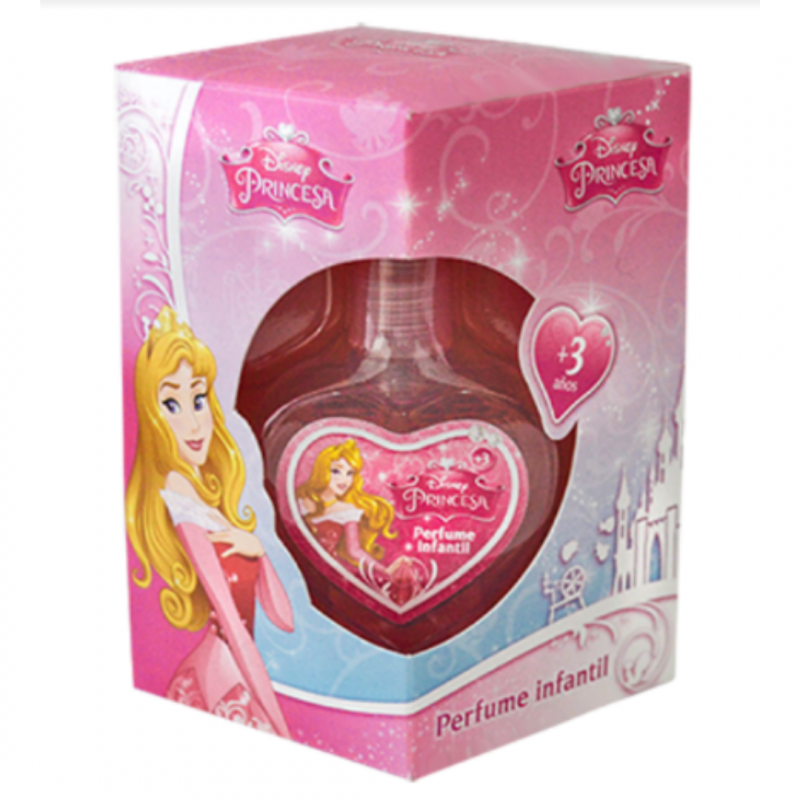 Disney
PRINCESA
Disney
PRINCESA
+3
años
Disney
PRINCESA
Perfume
Infantil
Perfume infantil